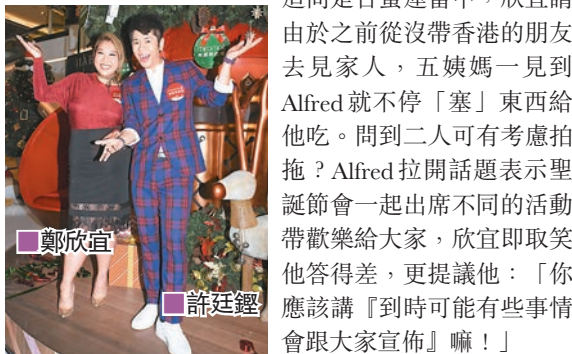 問是否蜜運當中，欣宜
由於之前從沒帶香港的朋友
去見家人，五姨媽一見到
Alfred就不停「塞」東西給
他吃。問到二人可有考慮拍
拖？Alfred拉開話題表示聖
誕節會一起出席不同的活動
帶歡樂給大家，欣宜即取笑
他答得差，更提議他：「你
應該講『到時可能有些事情
會跟大家宣佈』嘛！」
■鄭欣宜
■許廷鏗